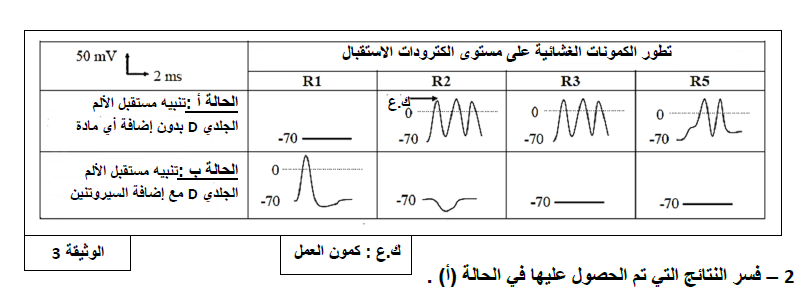 تطور الكمونات الغشائية على مستوى الكترودات الاستقبال
50 mV
2 ms
R1 R2 R3 R5
الحالة أ : تنبيه مستقبل الألم
الجلدي D بدون إضافة أي مادة
-70
ك.ع
0
-70
0
-70
0
-70
الحالة ب : تنبيه مستقبل الألم
الجلدي D مع إضافة السيروتنين
0
-70
-70
-70
-70
ك.ع : كمون العمل
الوثيقة 3
2 – فسر النتائج التي تم الحصول عليها في الحالة (أ) .